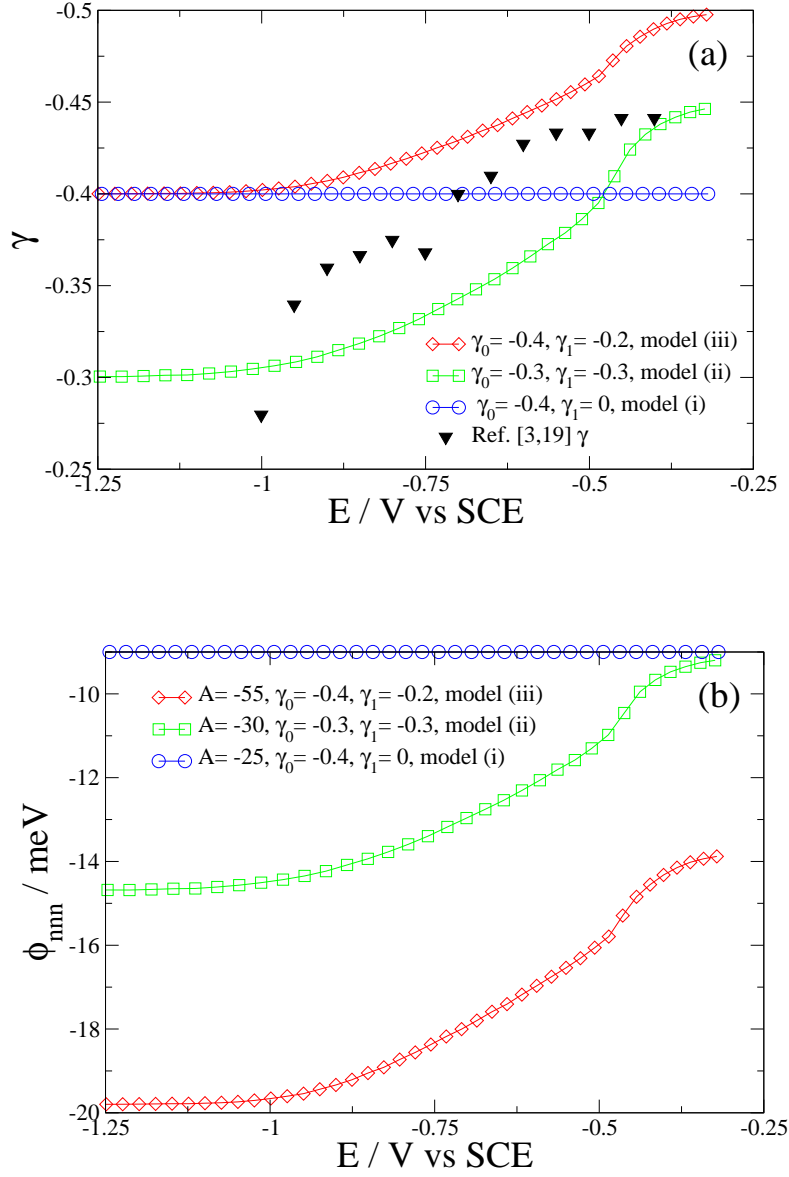 -0.5
(a)
-0.45
-0.4
γ
-0.35
γ₀= -0.4, γ₁= -0.2, model (iii)
γ₀= -0.3, γ₁= -0.3, model (ii)
γ₀= -0.4, γ₁= 0, model (i)
Ref. [3,19] γ
-0.3
-0.25
-1.25 -1 -0.75 -0.5 -0.25
E / V vs SCE
-10
A= -55, γ₀= -0.4, γ₁= -0.2, model (iii)
(b)
A= -30, γ₀= -0.3, γ₁= -0.3, model (ii)
A= -25, γ₀= -0.4, γ₁= 0, model (i)
-12
ϕnnn / meV
-14
-16
-18
-20
-1.25 -1 -0.75 -0.5 -0.25
E / V vs SCE